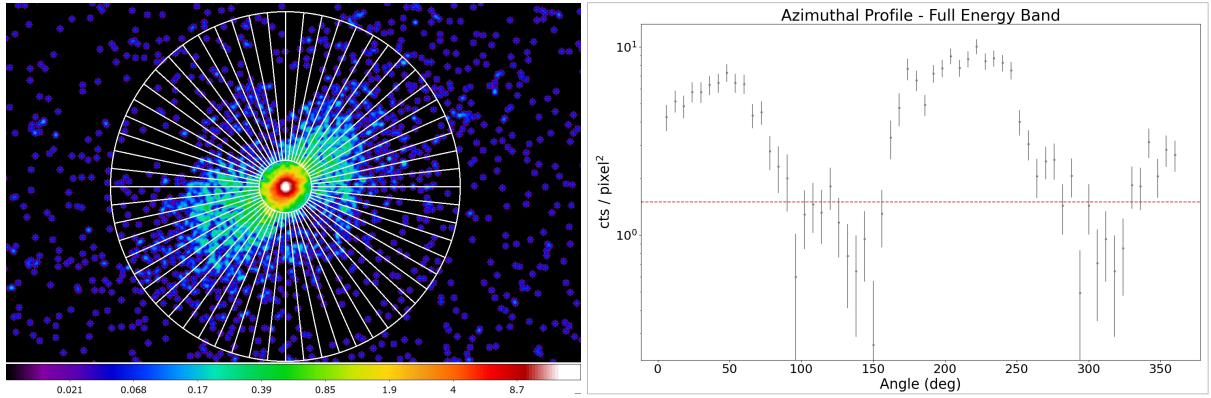 0.021 0.068 0.17 0.39 0.85 1.9 4 8.7
Azimuthal Profile - Full Energy Band
10¹
10⁰
cts / pixel²
0 50 100 150 200 250 300 350
Angle (deg)